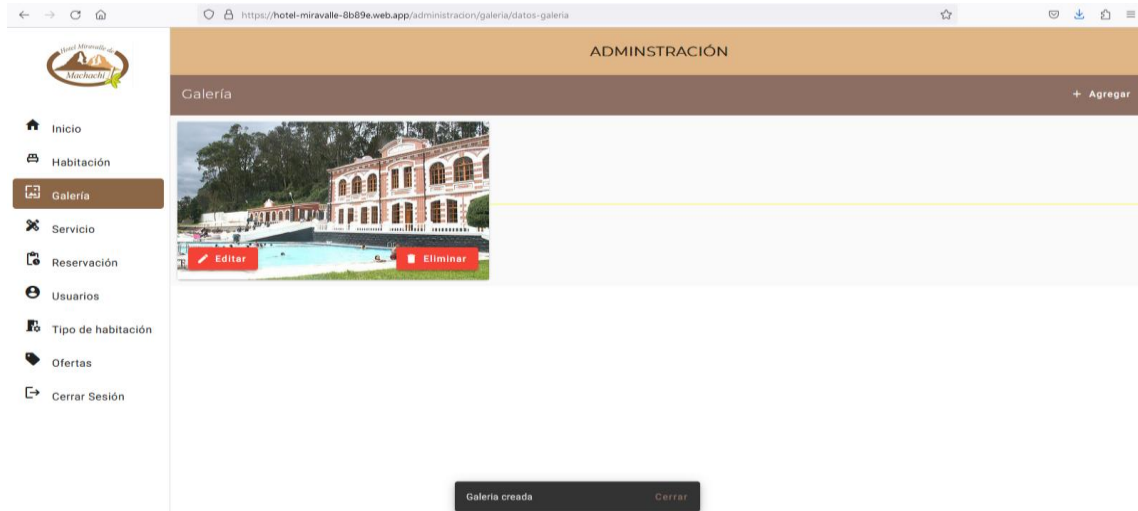 https://hotel-miravalle-8b89e.web.app/administracion/galeria/datos-galeria
Hotel Miravalle de
Machachi
ADMINSTRACIÓN
Galería
+ Agregar
Inicio
Habitación
Galería
Servicio
Reservación
Usuarios
Tipo de habitación
Ofertas
Cerrar Sesión
Editar
Eliminar
Galeria creada
Cerrar